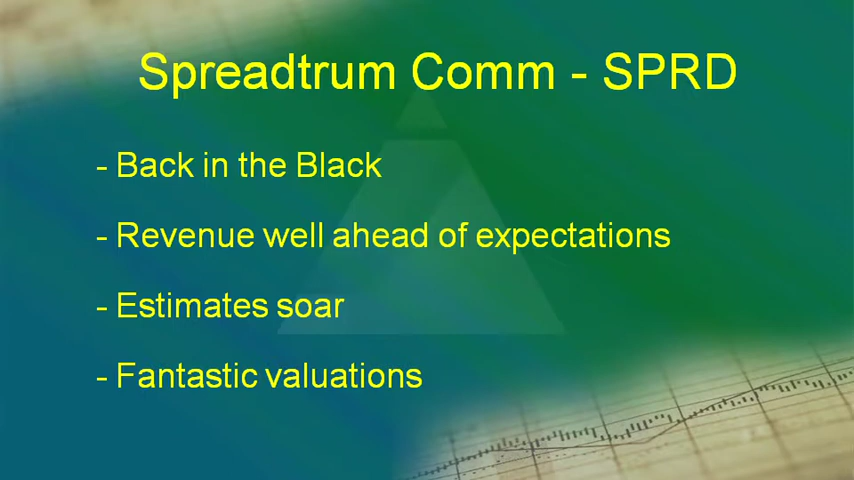 Spreadtrum Comm - SPRD
- Back in the Black
- Revenue well ahead of expectations
- Estimates soar
- Fantastic valuations